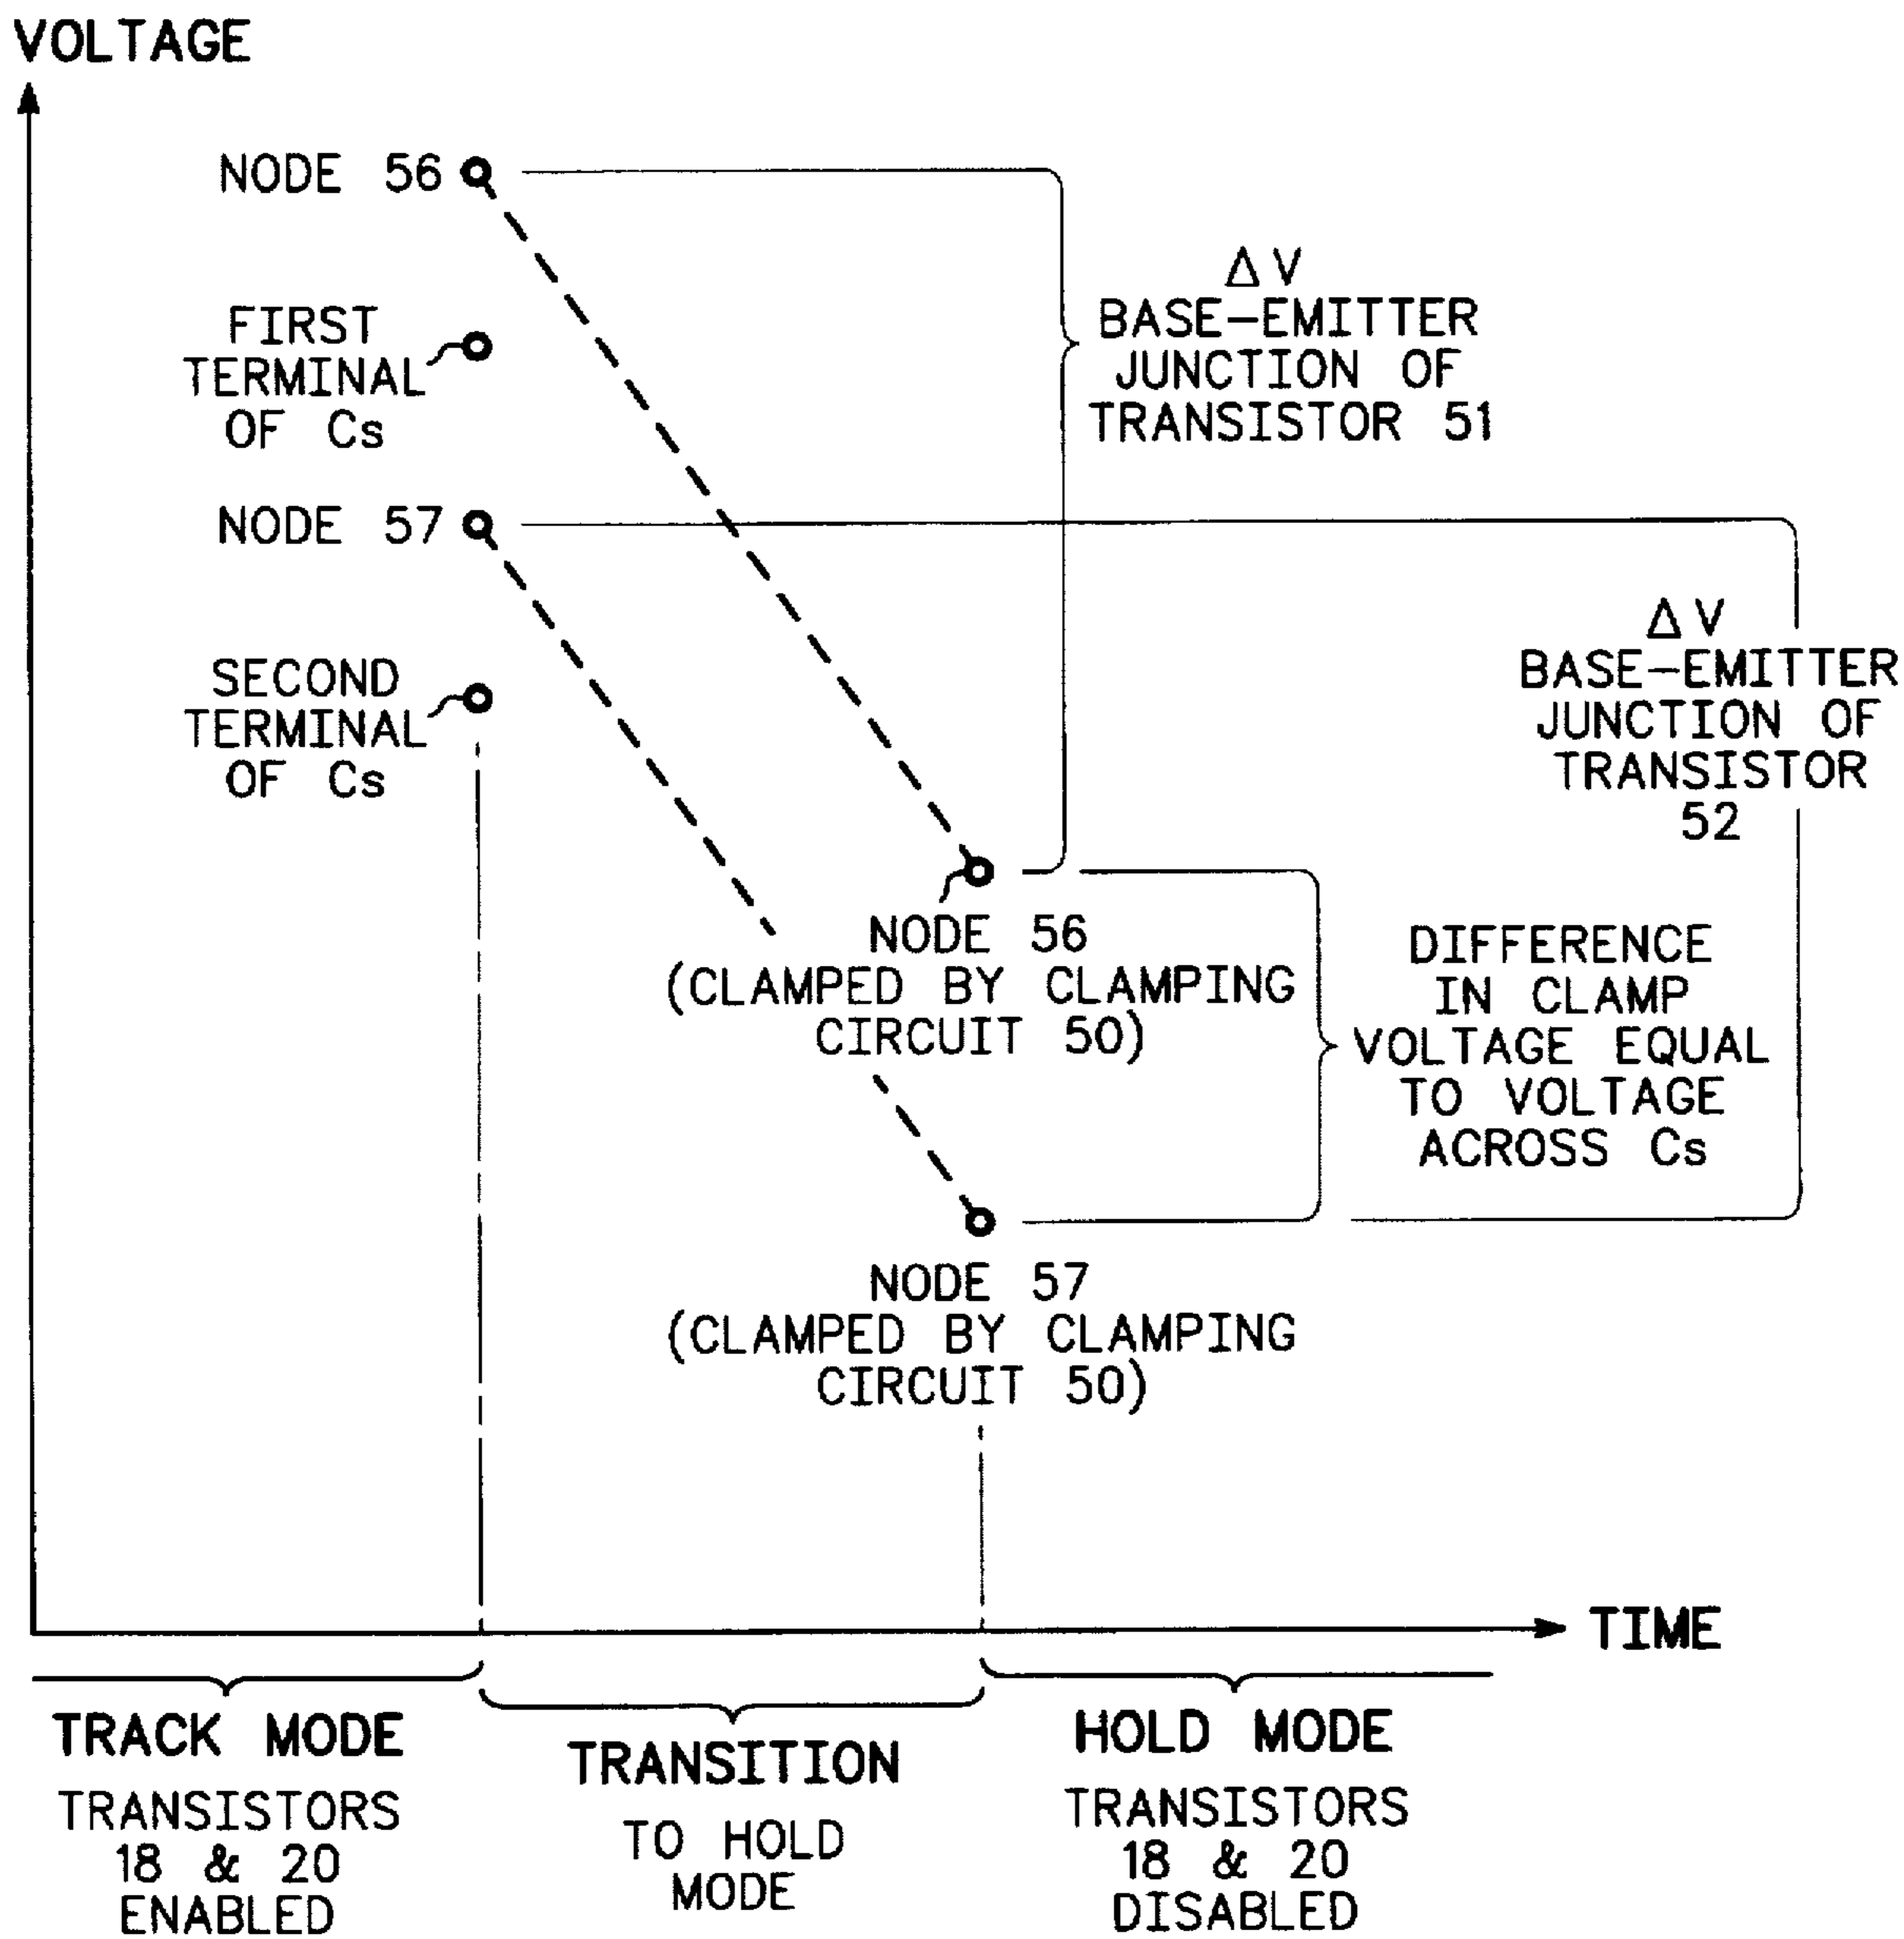 VOLTAGE
NODE 56
FIRST
TERMINAL
OF Cs
NODE 57
SECOND
TERMINAL
OF Cs
Δ V
BASE-EMITTER
JUNCTION OF
TRANSISTOR 51
Δ V
BASE-EMITTER
JUNCTION OF
TRANSISTOR
52
NODE 56
(CLAMPED BY CLAMPING
CIRCUIT 50)
DIFFERENCE
IN CLAMP
VOLTAGE EQUAL
TO VOLTAGE
ACROSS Cs
NODE 57
(CLAMPED BY CLAMPING
CIRCUIT 50)
TIME
TRACK MODE
TRANSISTORS
18 & 20
ENABLED
TRANSITION
TO HOLD
MODE
HOLD MODE
TRANSISTORS
18 & 20
DISABLED